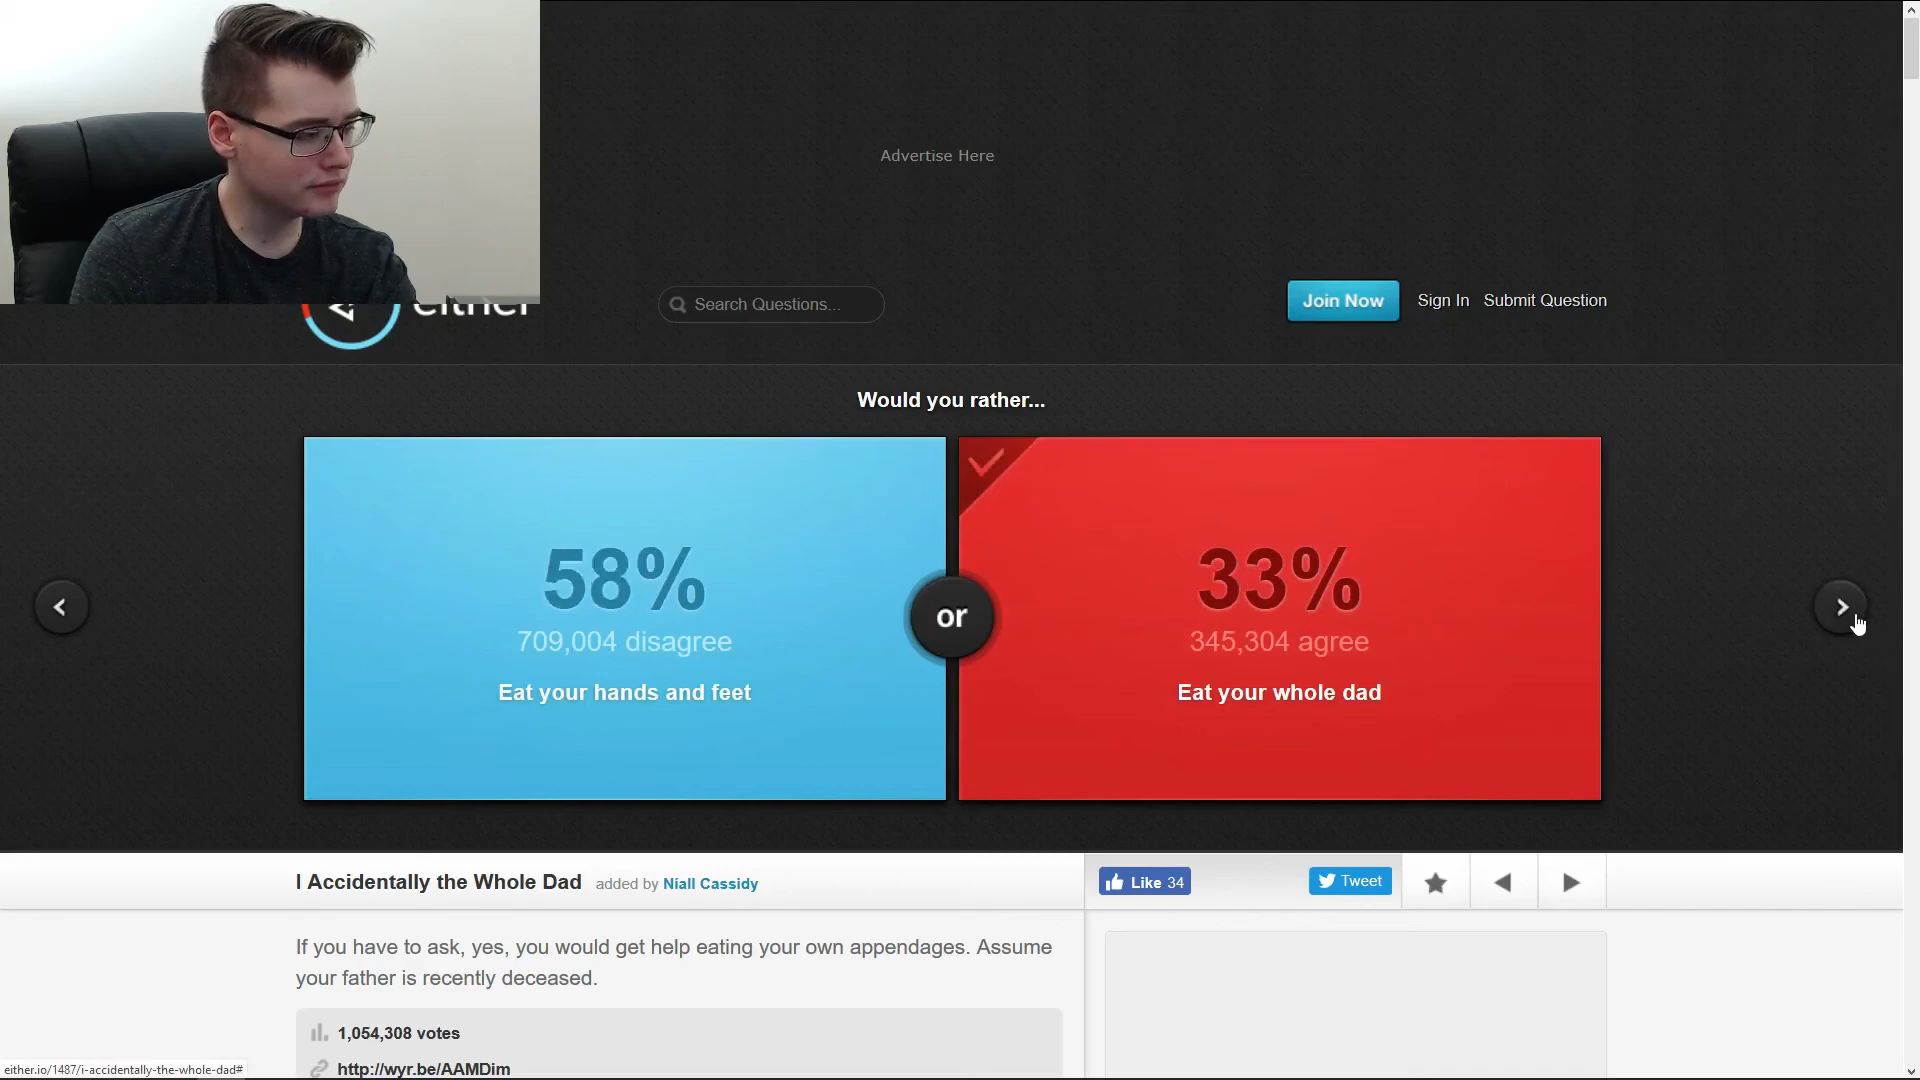 Advertise Here
either
Search Questions...
Join Now
Sign In
Submit Question
Would you rather...
58%
709,004 disagree
Eat your hands and feet
or
33%
345,304 agree
Eat your whole dad
I Accidentally the Whole Dad added by Niall Cassidy
Like 34
Tweet
If you have to ask, yes, you would get help eating your own appendages. Assume
your father is recently deceased.
1,054,308 votes
http://wyr.be/AAMDim
either.io/1487/i-accidentally-the-whole-dad#